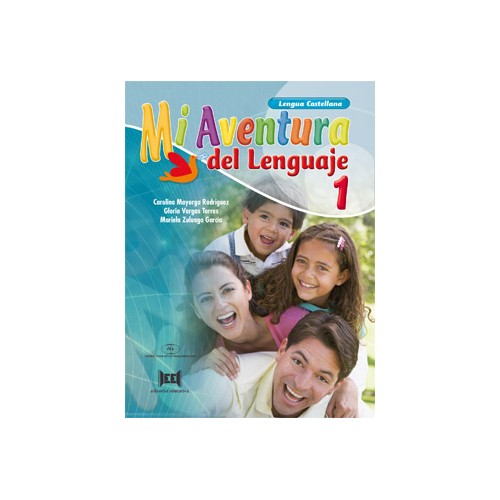 Lengua Castellana
Mi Aventura
del Lenguaje
1
Carolina Mayorga Rodríguez
Gloria Vargas Torres
Mariela Zuluaga García